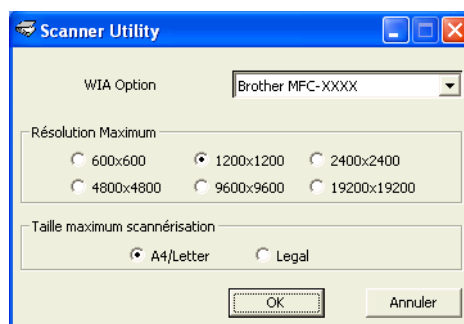 Scanner Utility
WIA Option
Brother MFC-XXXX
Résolution Maximum
600x600 1200x1200 2400x2400
4800x4800 9600x9600 19200x19200
Taille maximum scannérisation
A4/Letter Legal
OK Annuler